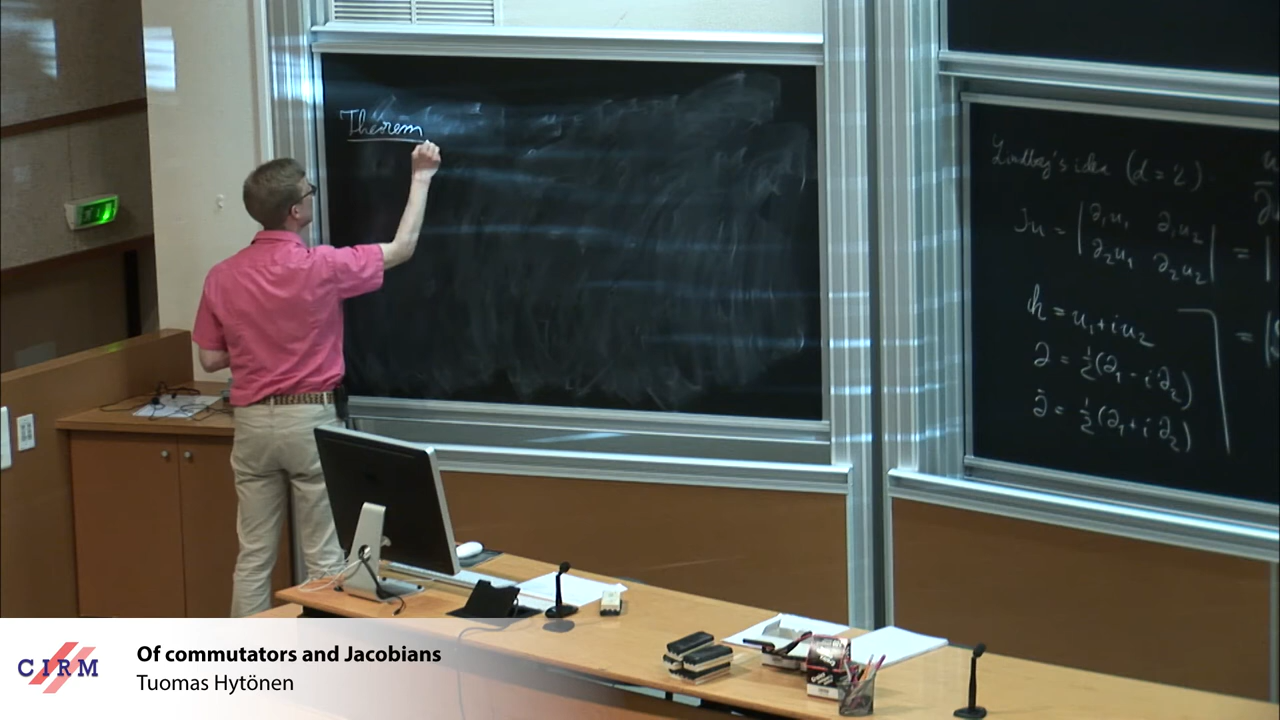 Theorem
Lindberg's idea (d = 2)
Ju = | ∂₁u₁ ∂₁u₂ | =
∂₂u₁ ∂₂u₂
h = u₁ + iu₂
∂ = ½(∂₁ - i∂₂)
∂̄ = ½(∂₁ + i∂₂)
=
CIRM
Of commutators and Jacobians
Tuomas Hytönen